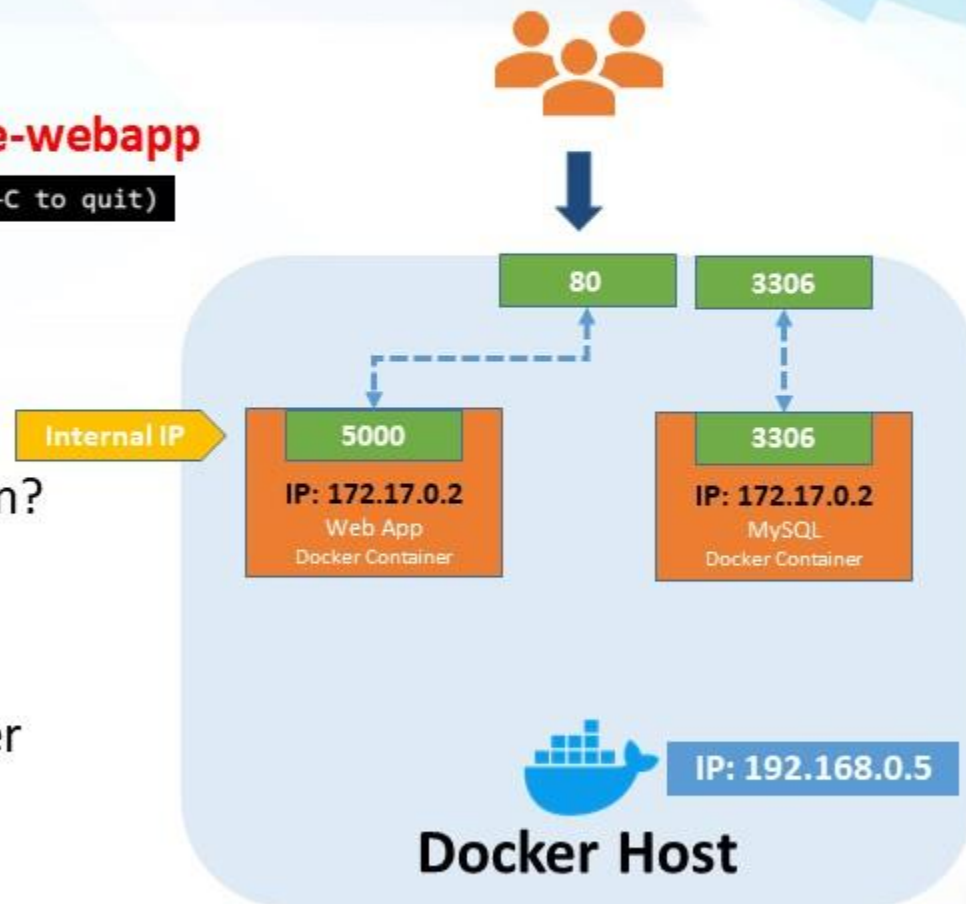 e-webapp
-C to quit)
80
3306
Internal IP
5000
3306
n?
IP: 172.17.0.2
Web App
Docker Container
IP: 172.17.0.2
MySQL
Docker Container
er
IP: 192.168.0.5
Docker Host